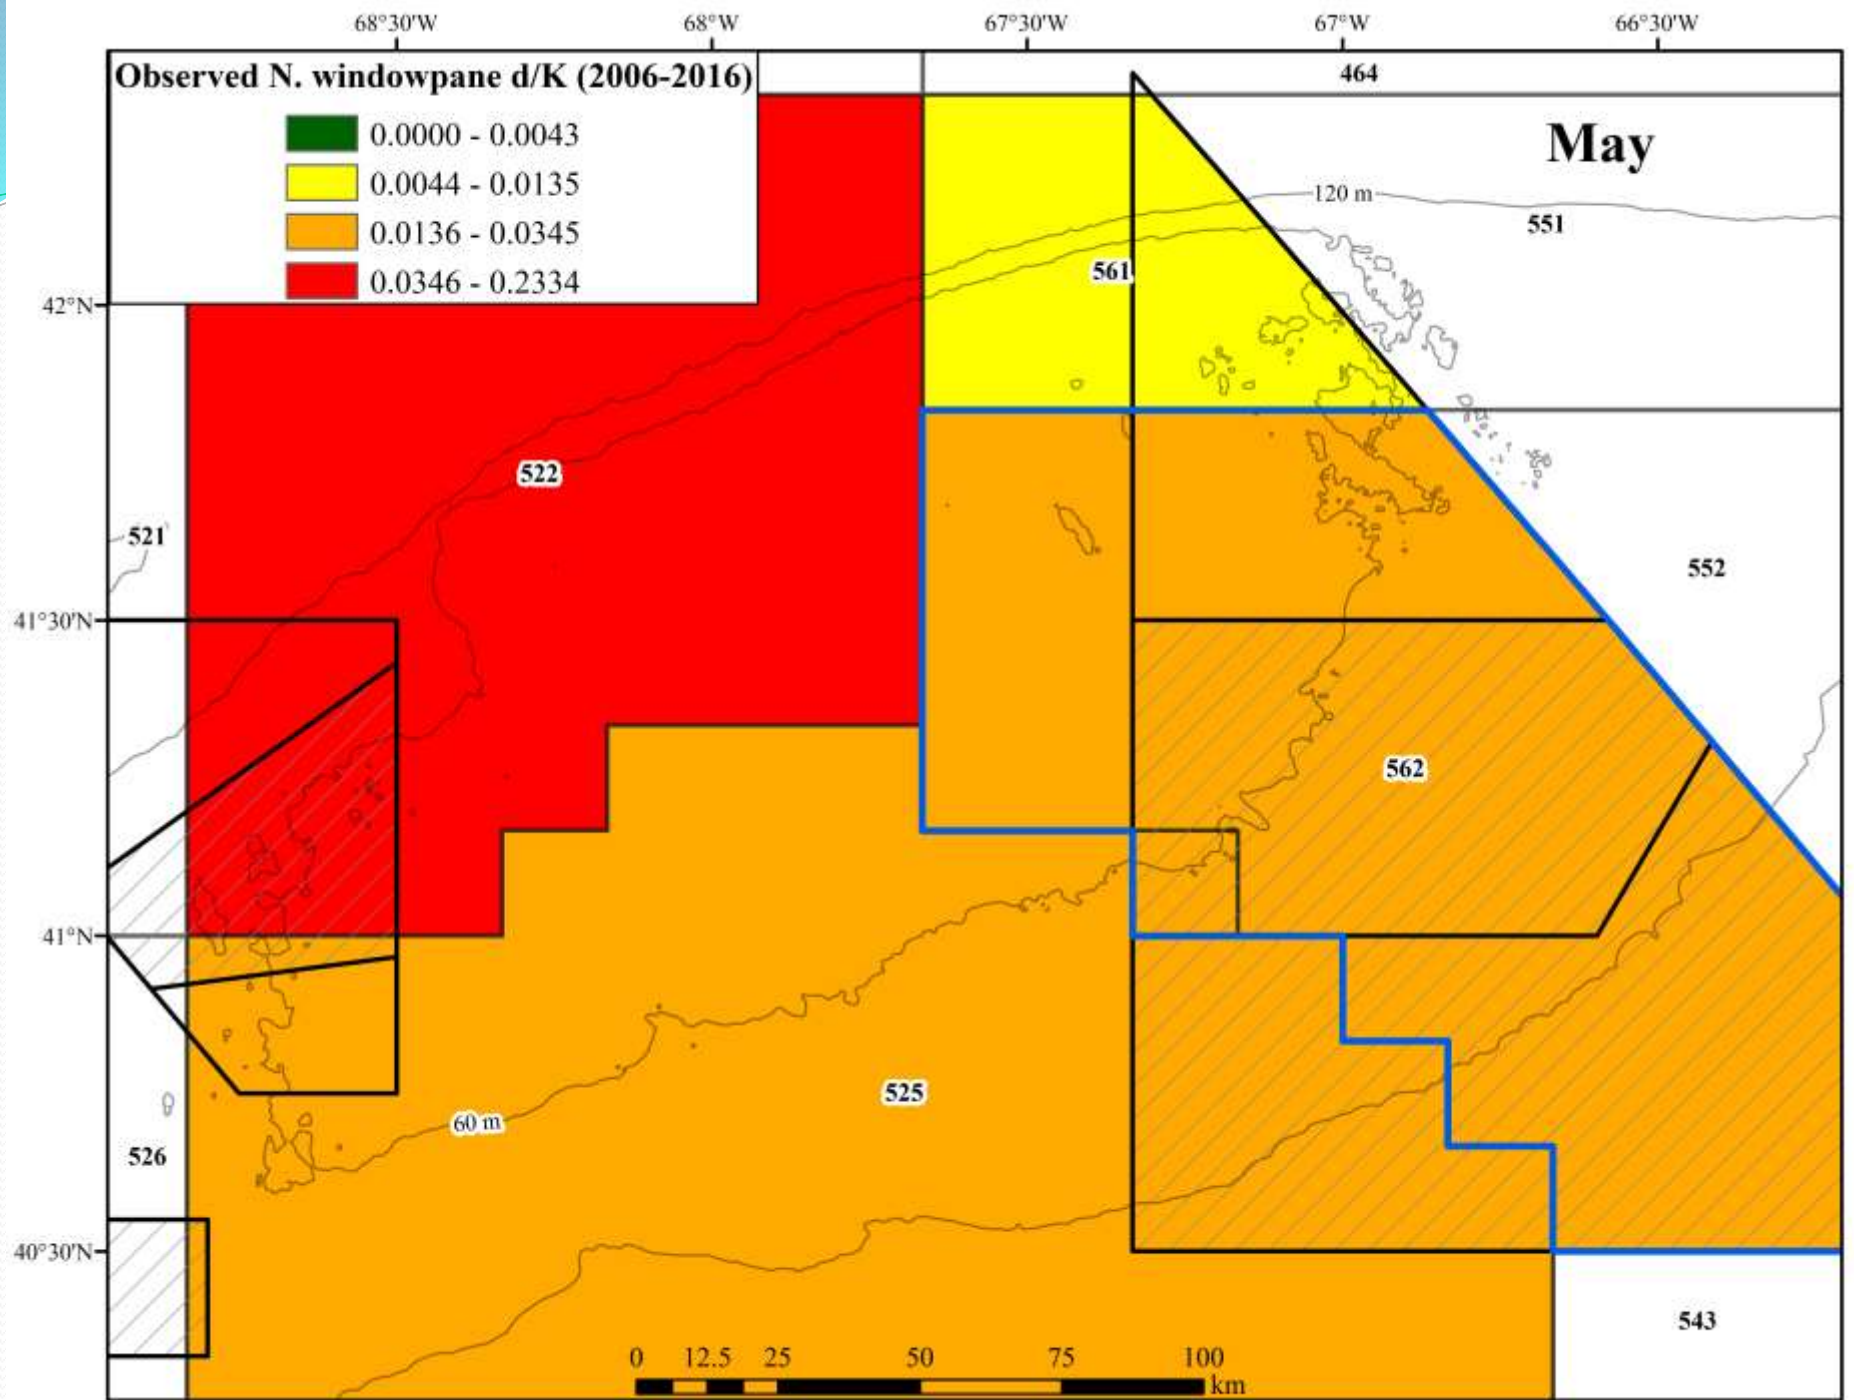 68°30'W 68°W 67°30'W 67°W 66°30'W
Observed N. windowpane d/K (2006-2016)
464
0.0000 - 0.0043
May
0.0044 - 0.0135
120 m
551
0.0136 - 0.0345
561
0.0346 - 0.2334
42°N
522
521
552
41°30'N
562
41°N
525
60 m
526
40°30'N
543
0 12.5 25 50 75 100
km